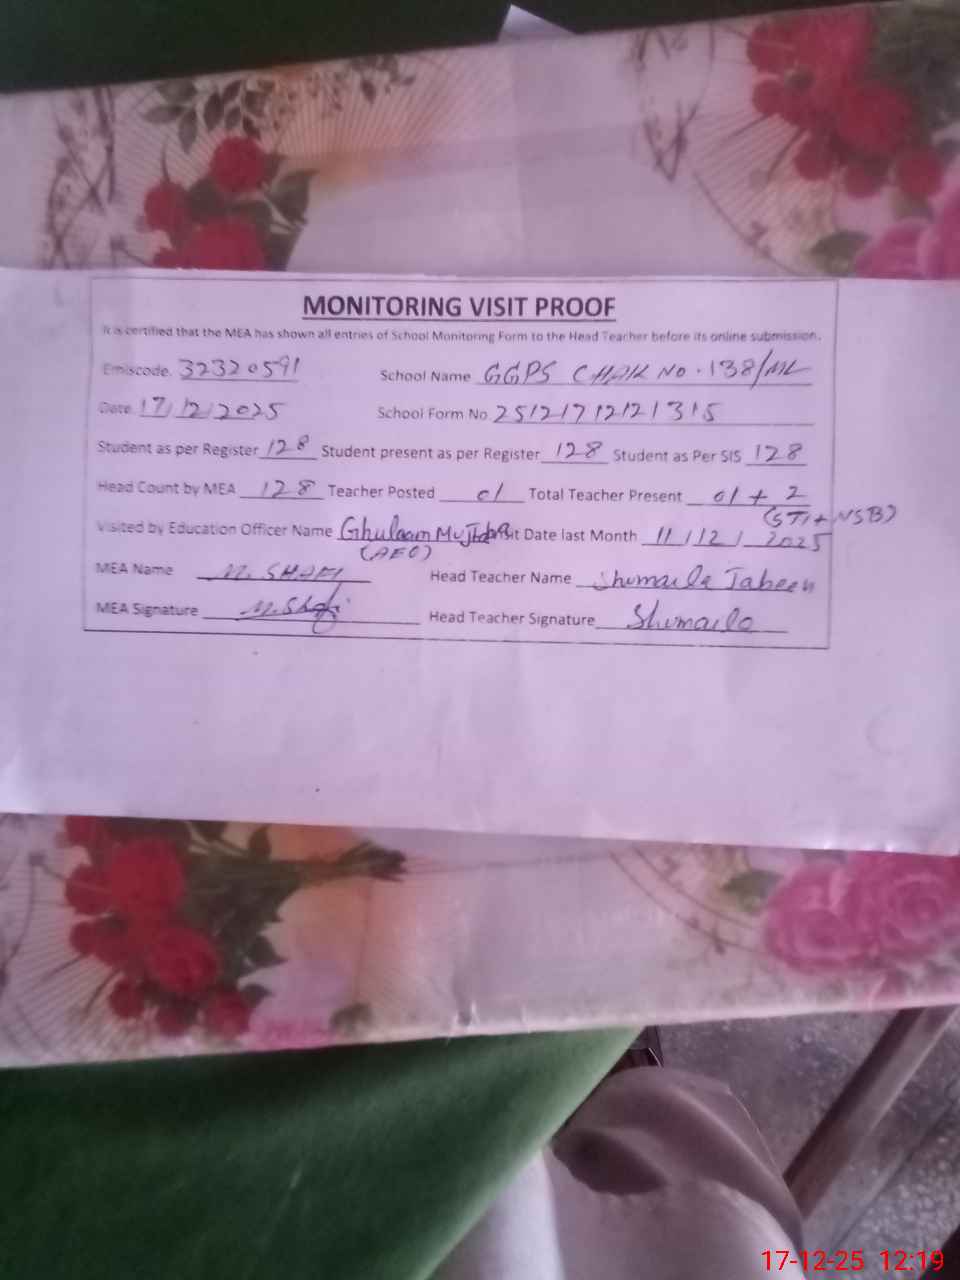 MONITORING VISIT PROOF
It is certified that the MEA has shown all entries of School Monitoring Form to the Head Teacher before its online submission.
Emiscode 32320591 School Name GGPS CHAK NO. 138/ML
Date 17/12/2025 School Form No 25121712121315
Student as per Register 128 Student present as per Register 128 Student as Per SIS 128
Head Count by MEA 128 Teacher Posted 01 Total Teacher Present 01 + 2
(STI + NSB)
Visited by Education Officer Name Ghulaam Date last Month 11/12/2025
(AEO)
MEA Name M. SHAFI Head Teacher Name Shumaila Jabeen
MEA Signature M.Shafi Head Teacher Signature Shumaila
17-12-25 12:19